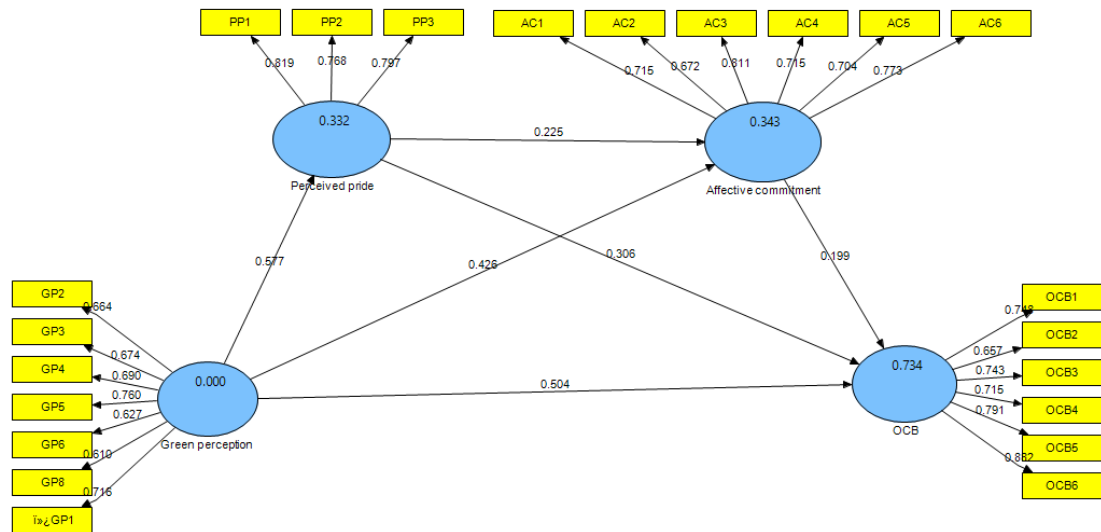 PP1 PP2 PP3 AC1 AC2 AC3 AC4 AC5 AC6
0.819 0.768 0.797 0.715 0.672 0.811 0.715 0.704 0.773
0.332 0.343
0.225
Perceived pride Affective commitment
0.577 0.426 0.306 0.199
GP2 0.664
GP3 0.674
GP4 0.690
GP5 0.760
GP6 0.627
GP8 0.610
GP1 0.716
0.000
Green perception
0.504
0.734
OCB
0.748 OCB1
0.657 OCB2
0.743 OCB3
0.715 OCB4
0.791 OCB5
OCB6